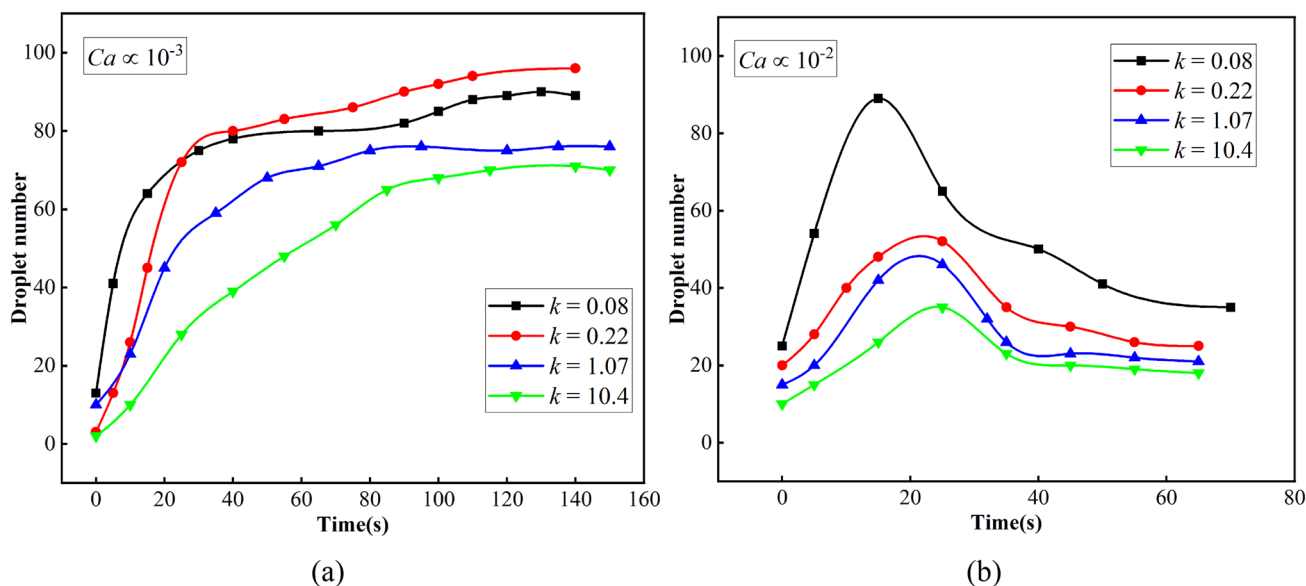 Ca ∝ 10⁻³
Droplet number
100
80
60
40
20
0
k = 0.08
k = 0.22
k = 1.07
k = 10.4
0 20 40 60 80 100 120 140 160
Time(s)
(a)
Ca ∝ 10⁻²
Droplet number
100
80
60
40
20
0
k = 0.08
k = 0.22
k = 1.07
k = 10.4
0 20 40 60 80
Time(s)
(b)